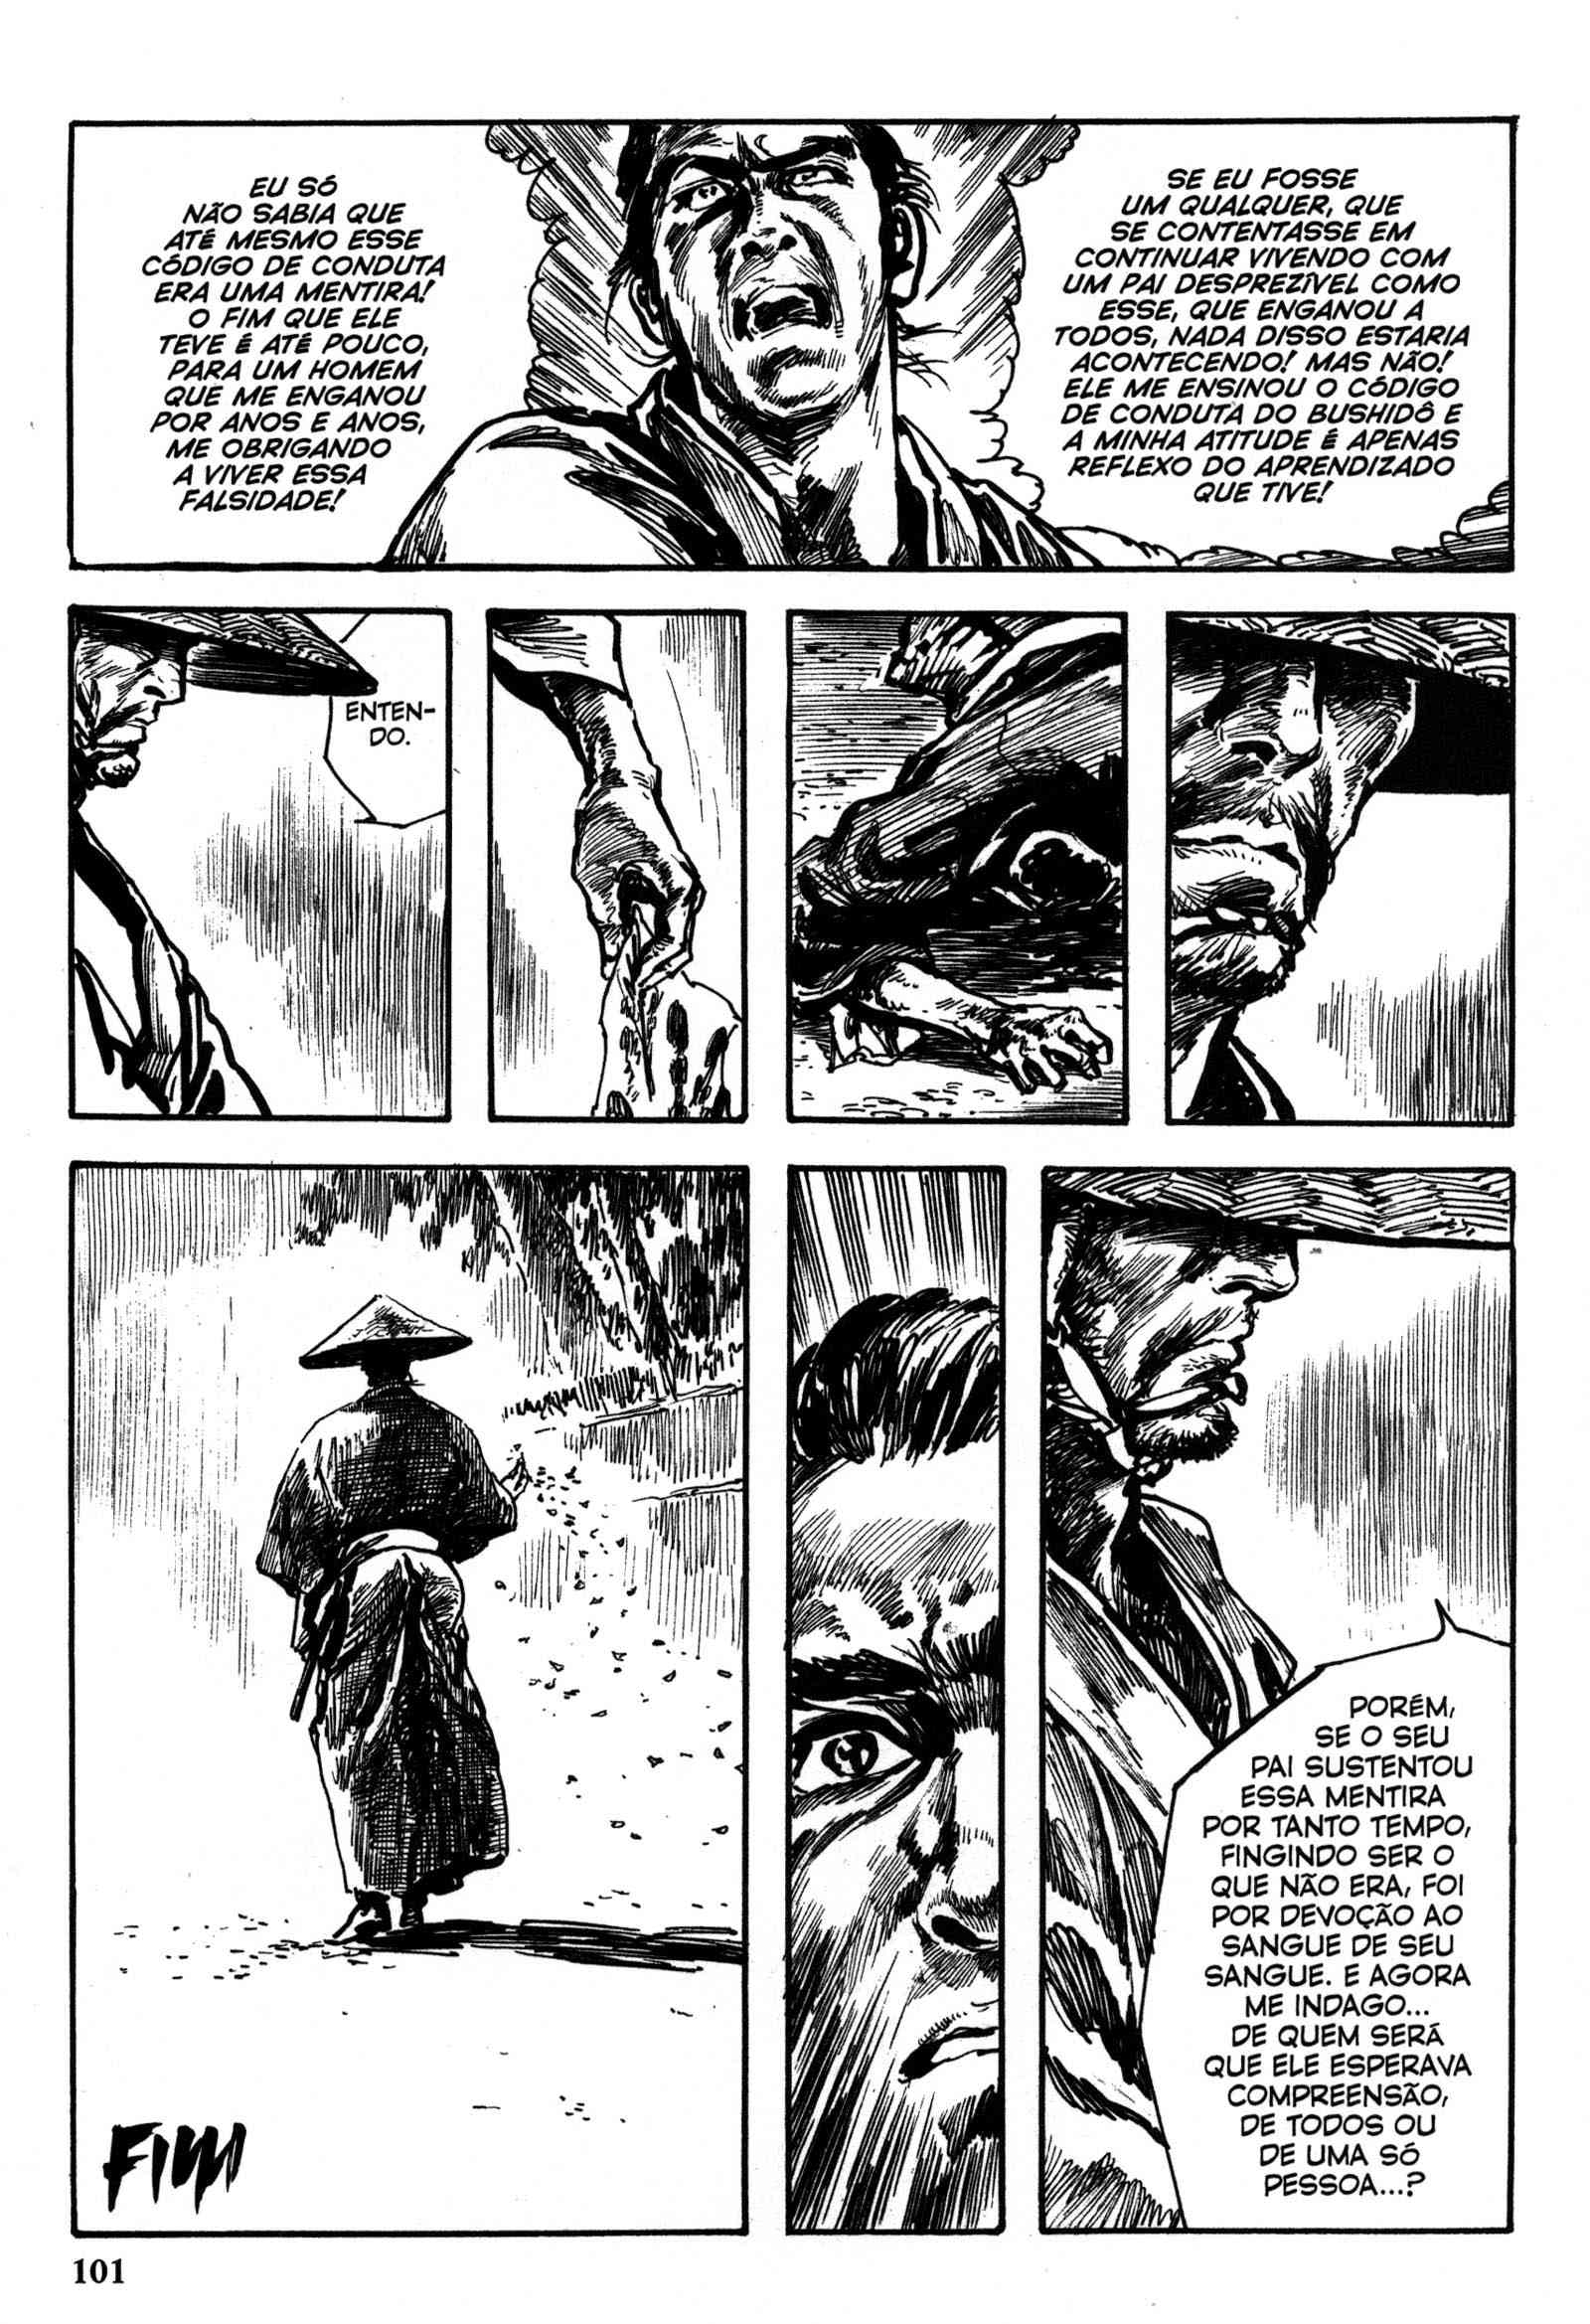 SE EU FOSSE
UM QUALQUER, QUE
SE CONTENTASSE EM
CONTINUAR VIVENDO COM
UM PAI DESPREZÍVEL COMO
ESSE, QUE ENGANOU A
TODOS, NADA DISSO ESTARIA
ACONTECENDO! MAS NÃO!
ELE ME ENSINOU O CÓDIGO
DE CONDUTA DO BUSHIDÔ E
A MINHA ATITUDE É APENAS
REFLEXO DO APRENDIZADO
QUE TIVE!
EU SÓ
NÃO SABIA QUE
ATÉ MESMO ESSE
CÓDIGO DE CONDUTA
ERA UMA MENTIRA!
O FIM QUE ELE
TEVE É ATÉ POUCO,
PARA UM HOMEM
QUE ME ENGANOU
POR ANOS E ANOS,
ME OBRIGANDO
A VIVER ESSA
FALSIDADE!
ENTEN-
DO.
PORÉM,
SE O SEU
PAI SUSTENTOU
ESSA MENTIRA
POR TANTO TEMPO,
FINGINDO SER O
QUE NÃO ERA, FOI
POR DEVOÇÃO AO
SANGUE DE SEU
SANGUE. E AGORA
ME INDAGO...
DE QUEM SERÁ
QUE ELE ESPERAVA
COMPREENSÃO,
DE TODOS OU
DE UMA SÓ
PESSOA...?
FIM
101